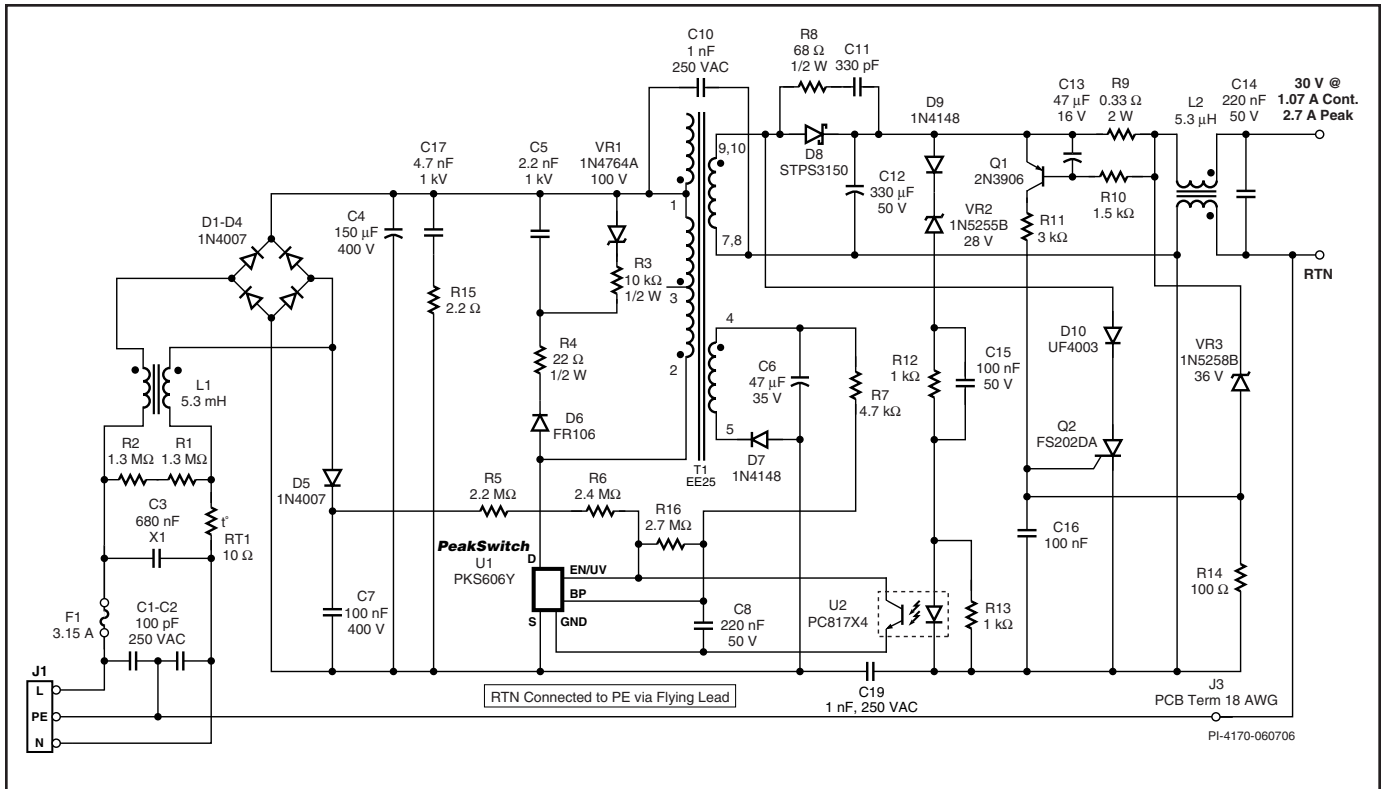 C10
1 nF
250 VAC
R8
68 Ω
1/2 W
C11
330 pF
D9
1N4148
C13
47 μF
16 V
R9
0.33 Ω
2 W
L2
5.3 μH
C14
220 nF
50 V
30 V @
1.07 A Cont.
2.7 A Peak
C17
4.7 nF
1 kV
C5
2.2 nF
1 kV
VR1
1N4764A
100 V
9,10
D8
STPS3150
C12
330 μF
50 V
Q1
2N3906
R10
1.5 kΩ
D1-D4
1N4007
C4
150 μF
400 V
1
VR2
1N5255B
28 V
R11
3 kΩ
7,8
RTN
R3
10 kΩ
1/2 W
3
R15
2.2 Ω
4
D10
UF4003
VR3
1N5258B
36 V
R4
22 Ω
1/2 W
2
C6
47 μF
35 V
R7
4.7 kΩ
R12
1 kΩ
C15
100 nF
50 V
L1
5.3 mH
D6
FR106
5
D7
1N4148
Q2
FS202DA
R2
1.3 MΩ
R1
1.3 MΩ
T1
EE25
D5
1N4007
R5
2.2 MΩ
R6
2.4 MΩ
C3
680 nF
X1
t°
RT1
10 Ω
R16
2.7 MΩ
C16
100 nF
PeakSwitch
U1
PKS606Y
D
EN/UV
BP
S
GND
R14
100 Ω
F1
3.15 A
C1-C2
100 pF
250 VAC
C7
100 nF
400 V
C8
220 nF
50 V
U2
PC817X4
R13
1 kΩ
J1
L
PE
N
RTN Connected to PE via Flying Lead
C19
1 nF, 250 VAC
J3
PCB Term 18 AWG
PI-4170-060706